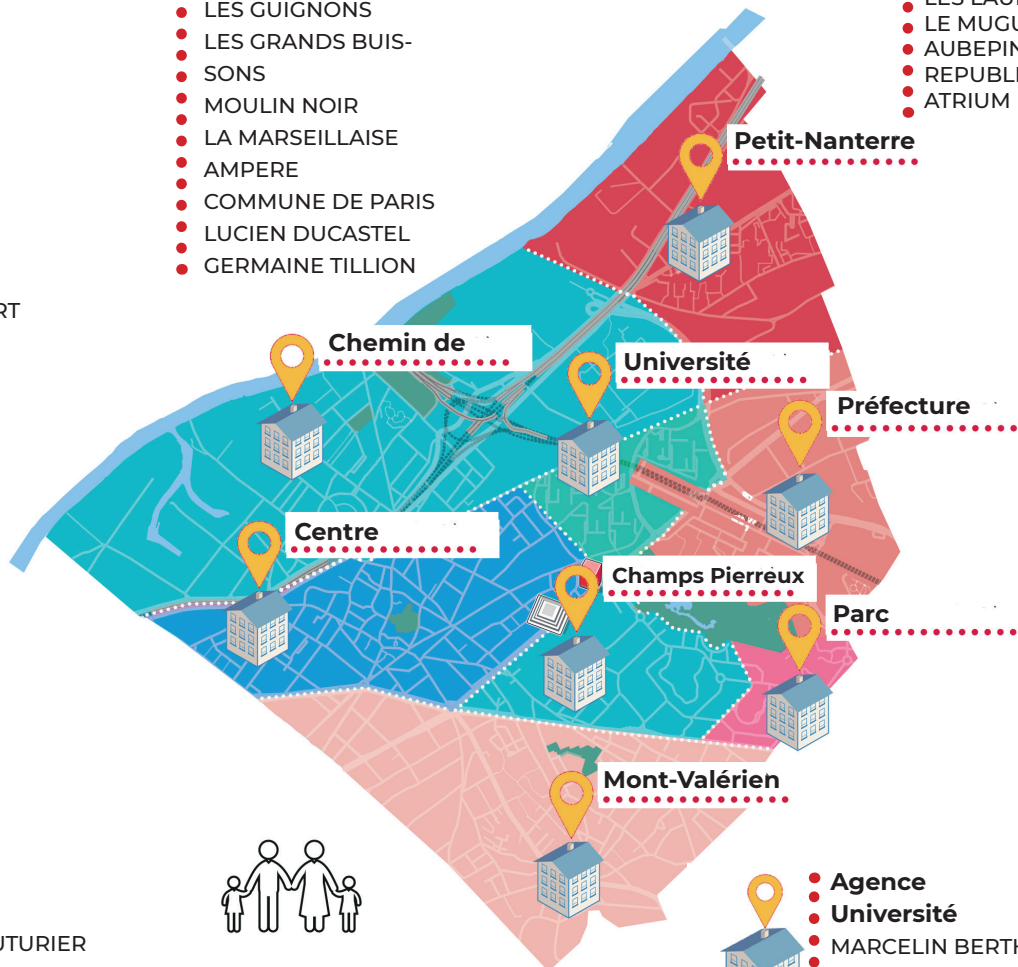 LES GUIGNONS
LES GRANDS BUIS-
SONS
MOULIN NOIR
LA MARSEILLAISE
AMPERE
COMMUNE DE PARIS
LUCIEN DUCASTEL
GERMAINE TILLION
LES
LE
REPUBL
ATRIUM
Petit-Nanterre
RT
Chemin de
Université
Préfecture
Centre
Champs Pierreux
Parc
Mont-Valérien
Agence
Université
MARCELIN BERTH
UTURIER